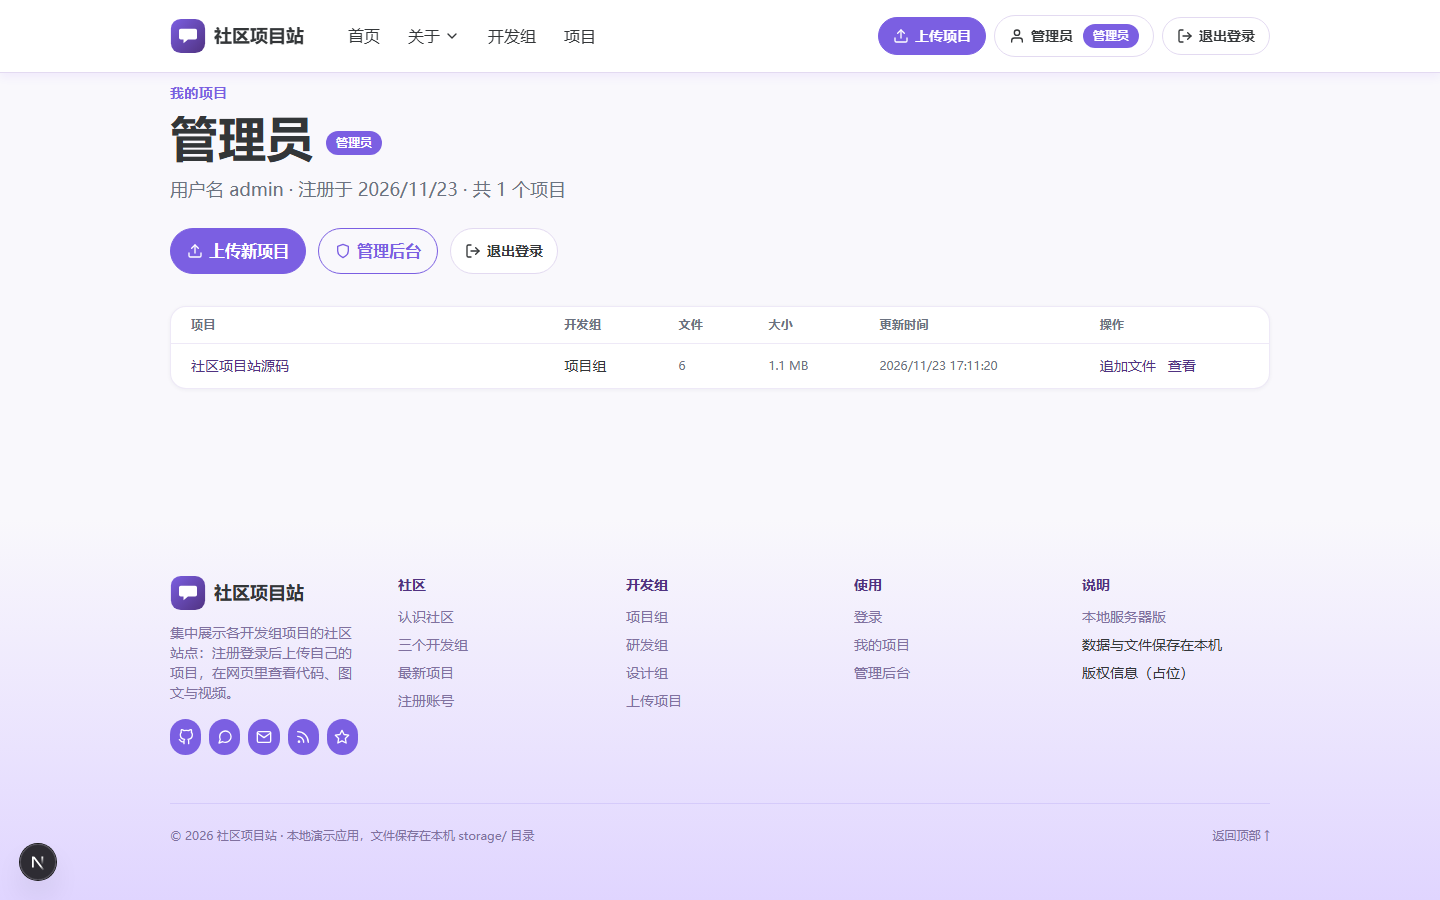 社区项目站 首页 关于 开发组 项目 上传项目 管理员 管理员 退出登录
我的项目
管理员 管理员
用户名 admin · 注册于 2026/11/23 · 共 1 个项目
上传新项目 管理后台 退出登录
项目 开发组 文件 大小 更新时间 操作
社区项目站源码 项目组 6 1.1 MB 2026/11/23 17:11:20 追加文件 查看
社区项目站
集中展示各开发组项目的社区
站点：注册登录后上传自己的
项目，在网页里查看代码、图
文与视频。
社区
认识社区
三个开发组
最新项目
注册账号
开发组
项目组
研发组
设计组
上传项目
使用
登录
我的项目
管理后台
说明
本地服务器版
数据与文件保存在本机
版权信息（占位）
© 2026 社区项目站 · 本地演示应用，文件保存在本机 storage/ 目录
返回顶部 ↑
N